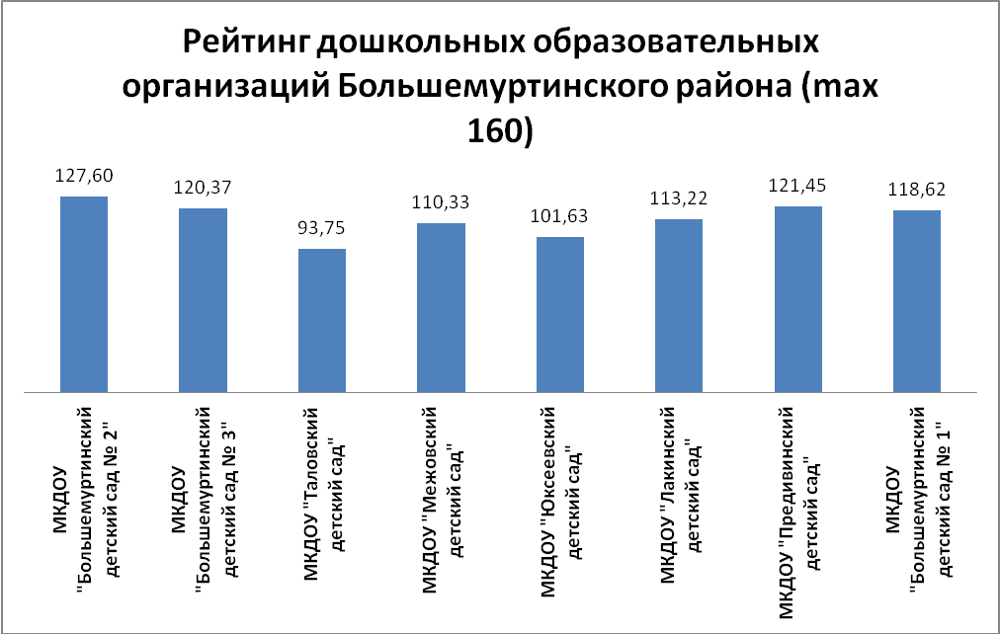 Рейтинг дошкольных образовательных
организаций Большемуртинского района (max
160)
127,60
120,37
93,75
110,33
101,63
113,22
121,45
118,62
МКДОУ
"Большемуртинский
детский сад № 2"
МКДОУ
"Большемуртинский
детский сад № 3"
МКДОУ "Таловский
детский сад"
МКДОУ "Межовский
детский сад"
МКДОУ "Юксеевский
детский сад"
МКДОУ "Лакинский
детский сад"
МКДОУ "Предивинский
детский сад"
МКДОУ
"Большемуртинский
детский сад № 1"